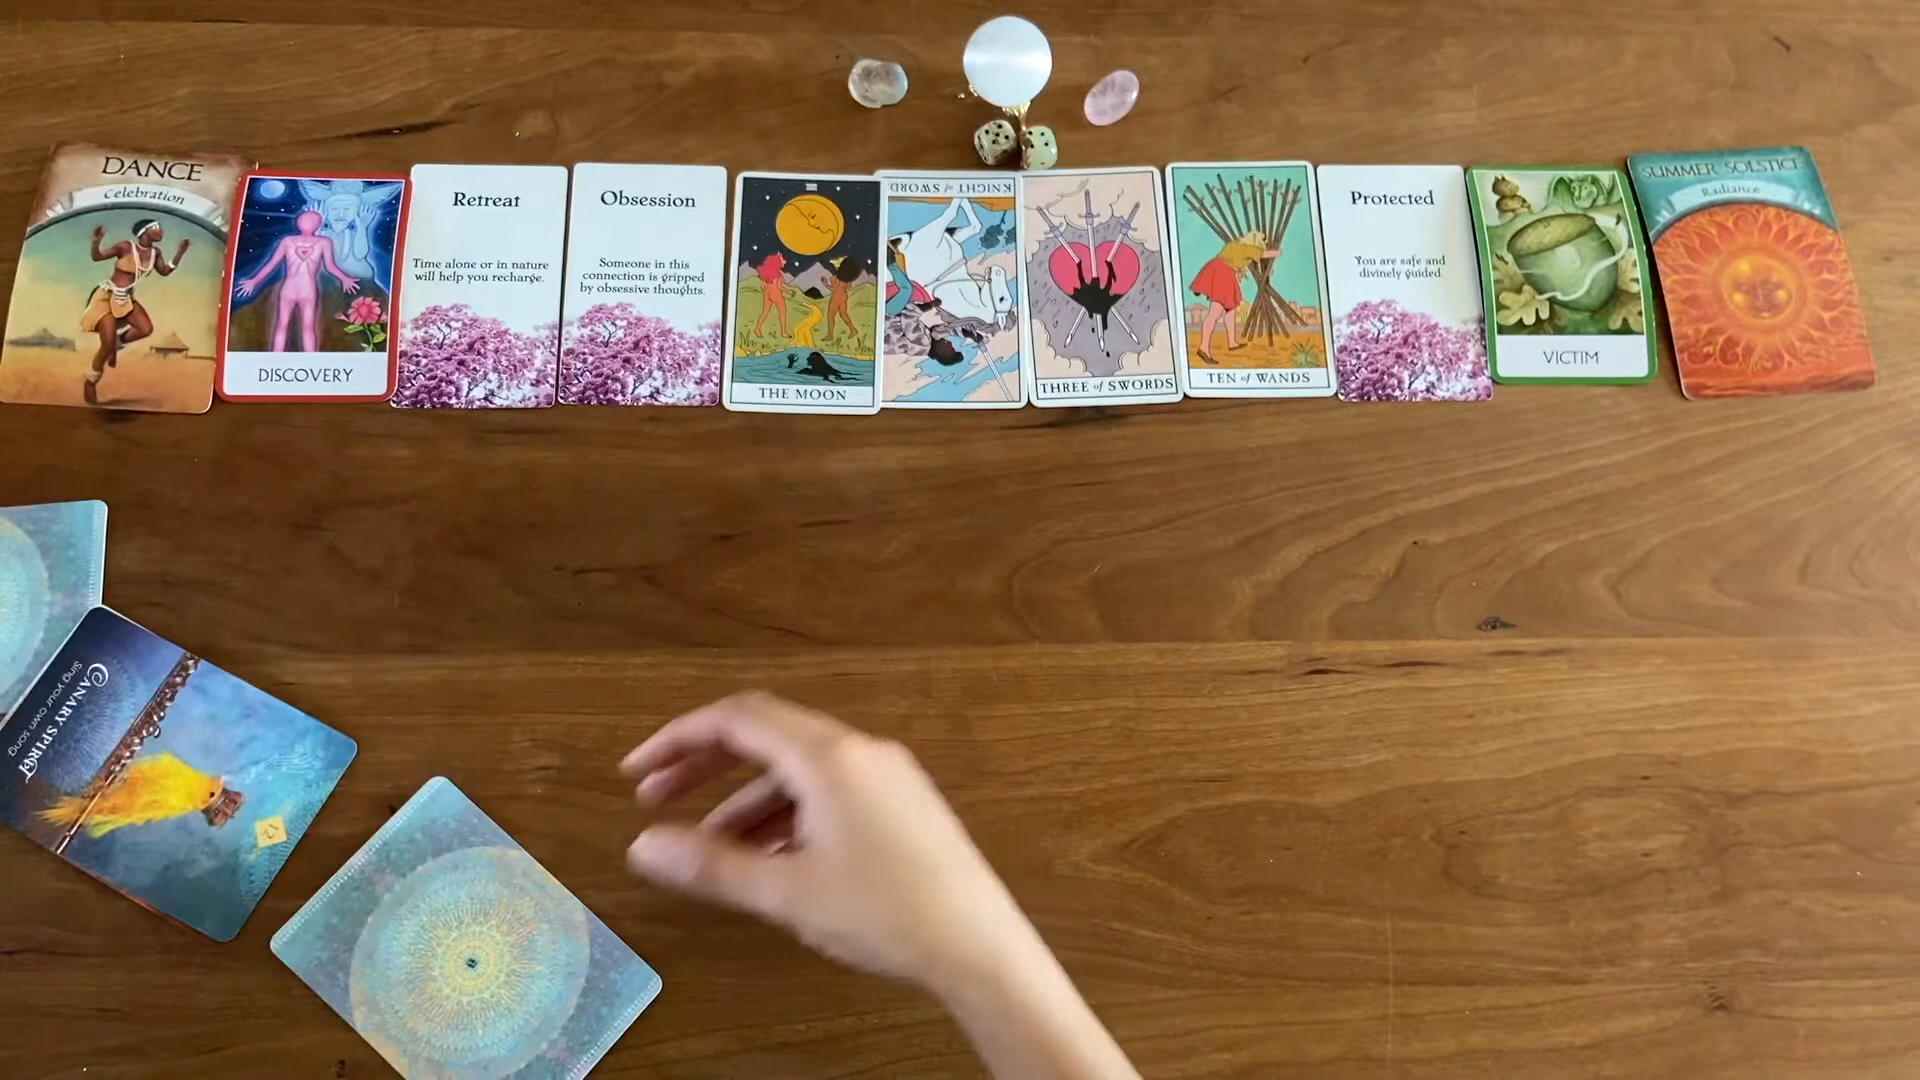 DANCE
Celebration
DISCOVERY
Retreat
Time alone or in nature
will help you recharge.
Obsession
Someone in this
connection is gripped
by obsessive thoughts.
THE MOON
KNIGHT of SWORD
THREE of SWORDS
TEN of WANDS
Protected
You are safe and
divinely guided.
VICTIM
SUMMER SOLSTICE
Radiance
CANARY SPIRIT
Sing your own song
12